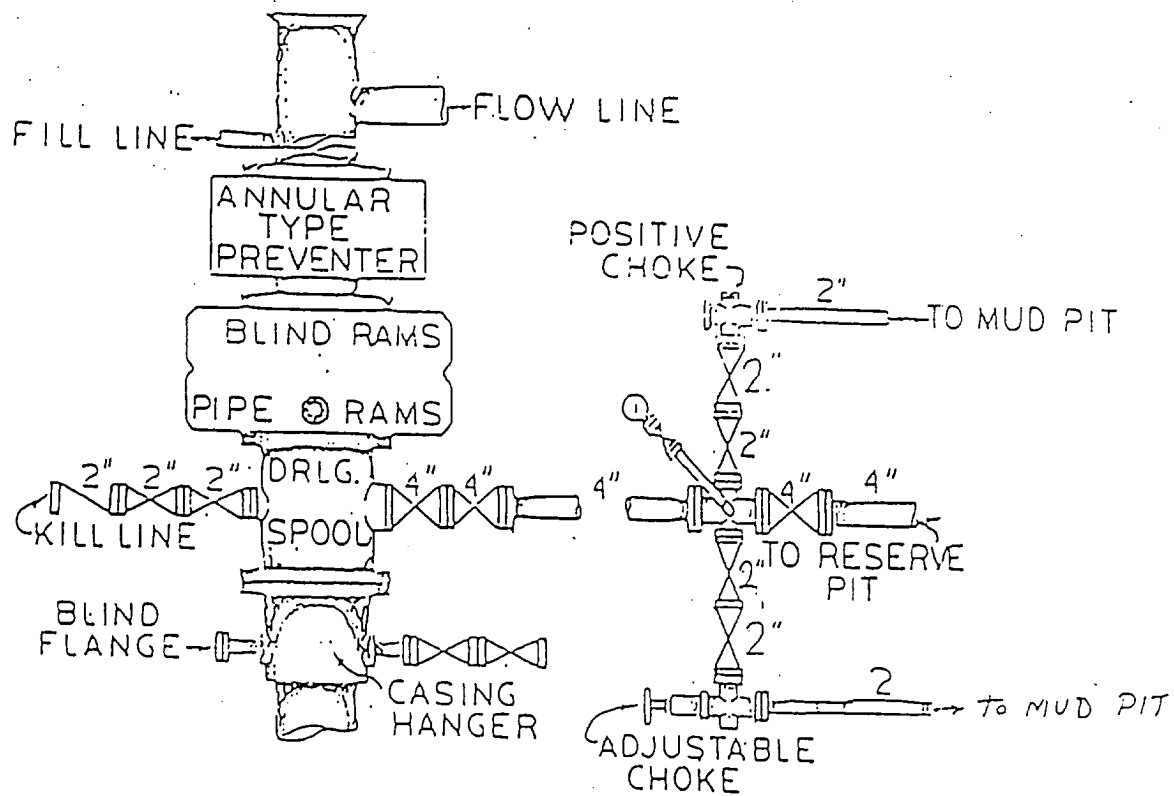 FLOW LINE
FILL LINE
ANNULAR
TYPE
PREVENTER
BLIND RAMS
PIPE RAMS
2" 2" 2"
DRLG.
SPOOL
4" 4"
KILL LINE
BLIND
FLANGE
CASING
HANGER
POSITIVE
CHOKE
2"
TO MUD PIT
2"
2"
4"
4" 4"
TO RESERVE
PIT
2"
2"
2
TO MUD PIT
ADJUSTABLE
CHOKE